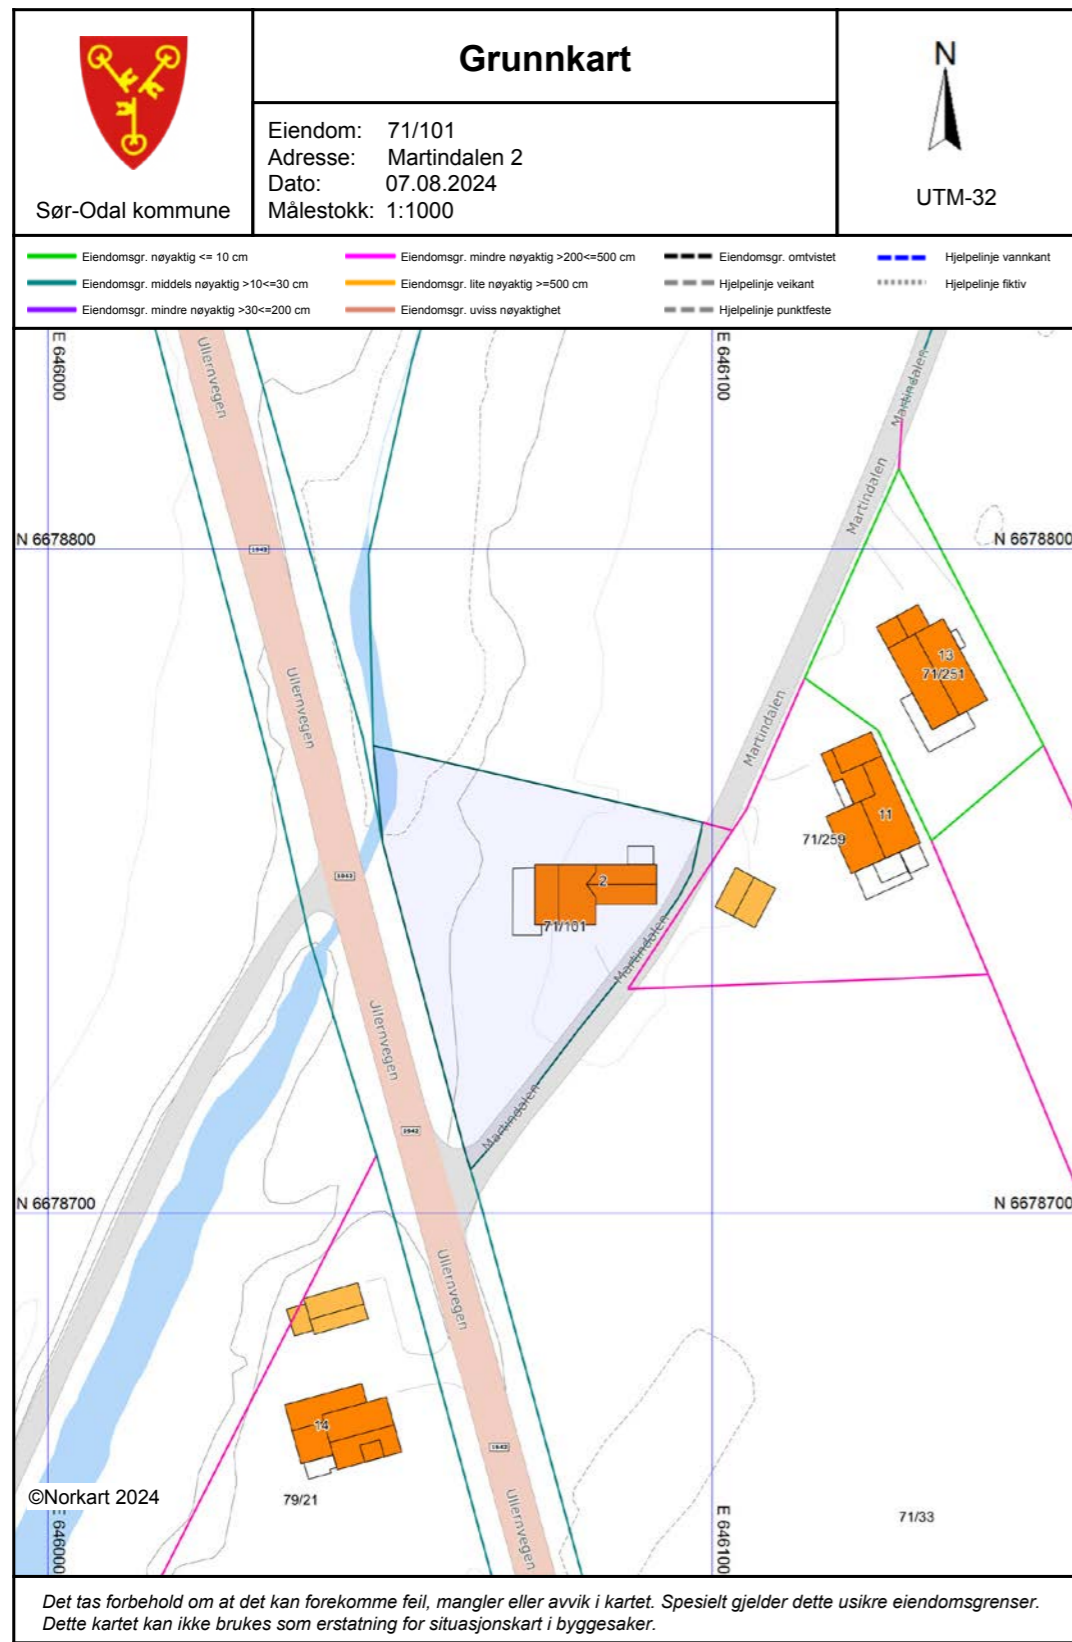 Grunnkart
Sør-Odal kommune
Eiendom: 71/101
Adresse: Martindalen 2
Dato: 07.08.2024
Målestokk: 1:1000
N
UTM-32
Eiendomsgr. nøyaktig <= 10 cm
Eiendomsgr. middels nøyaktig >10<=30 cm
Eiendomsgr. mindre nøyaktig >30<=200 cm
Eiendomsgr. mindre nøyaktig >200<=500 cm
Eiendomsgr. lite nøyaktig >=500 cm
Eiendomsgr. uviss nøyaktighet
Eiendomsgr. omtvistet
Hjelpelinje veikant
Hjelpelinje punktfeste
Hjelpelinje vannkant
Hjelpelinje fiktiv
E 646000
E 646100
Ullernvegen
Martindalen
Martindalen
N 6678800
N 6678800
1842
13
71/251
Ullernvegen
Martindalen
11
71/259
1842
2
71/101
Martindalen
Ullernvegen
Martindalen
1842
N 6678700
N 6678700
Ullernvegen
14
1842
79/21
71/33
Ullernvegen
©Norkart 2024
E 646000
E 646100
Det tas forbehold om at det kan forekomme feil, mangler eller avvik i kartet. Spesielt gjelder dette usikre eiendomsgrenser.
Dette kartet kan ikke brukes som erstatning for situasjonskart i byggesaker.